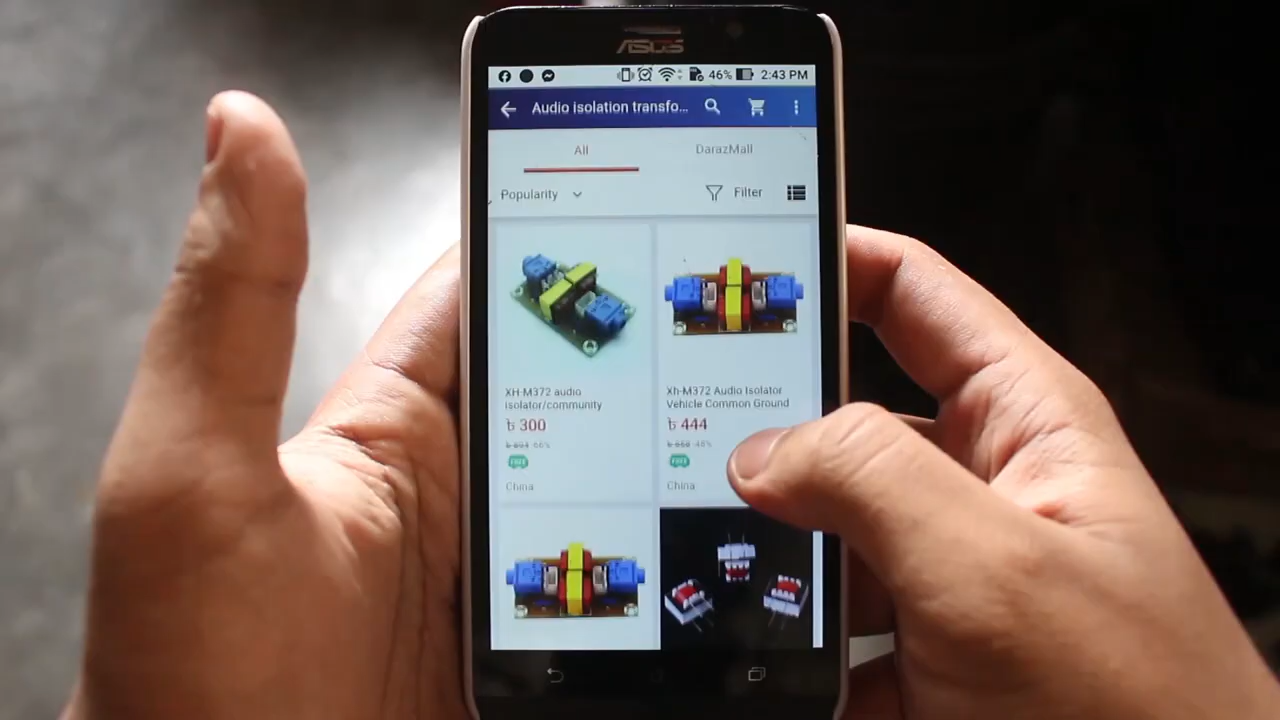 ASUS
46% 2:43 PM
Audio isolation transfo...
All DarazMall
Popularity Filter
XH-M372 audio
isolator/community
৳ 300
FREE
China
Xh-M372 Audio Isolator
Vehicle Common Ground
৳ 444
FREE
China